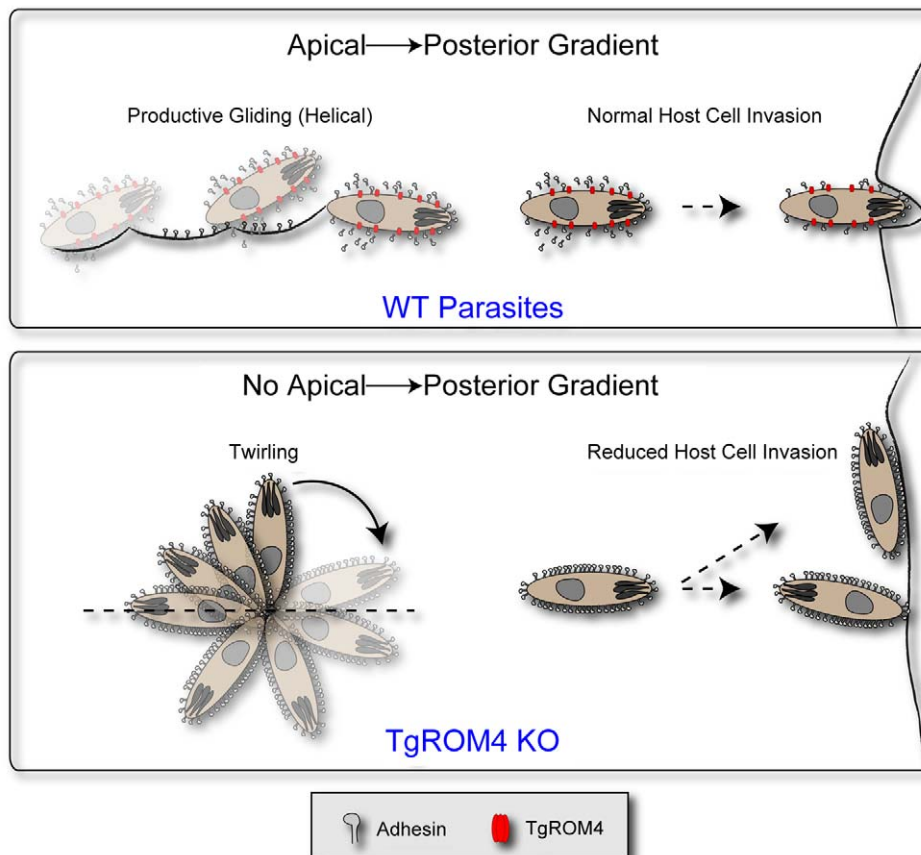 Apical→Posterior Gradient
Productive Gliding (Helical)
Normal Host Cell Invasion
WT Parasites
No Apical→Posterior Gradient
Twirling
Reduced Host Cell Invasion
TgROM4 KO
Adhesin
TgROM4